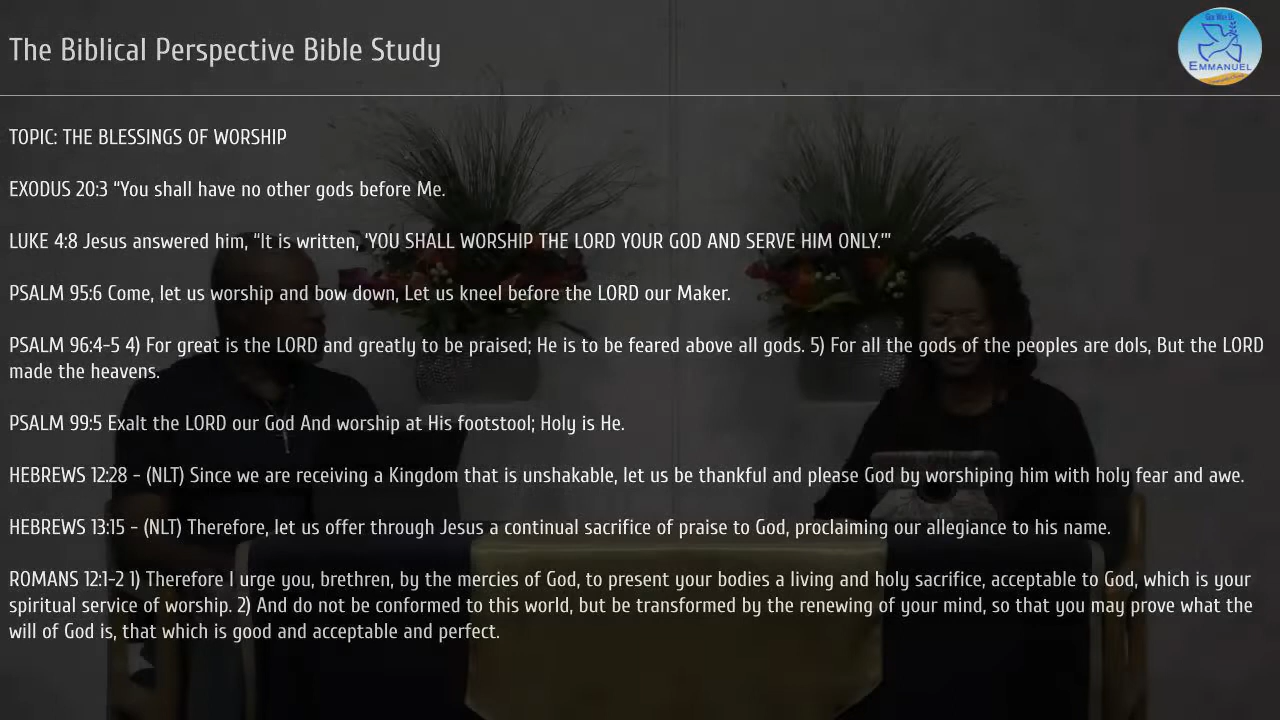 The Biblical Perspective Bible Study
God With Us
EMMANUEL
TOPIC: THE BLESSINGS OF WORSHIP
EXODUS 20:3 “You shall have no other gods before Me.
LUKE 4:8 Jesus answered him, “It is written, ‘YOU SHALL WORSHIP THE LORD YOUR GOD AND SERVE HIM ONLY.’”
PSALM 95:6 Come, let us worship and bow down, Let us kneel before the LORD our Maker.
PSALM 96:4-5 4) For great is the LORD and greatly to be praised; He is to be feared above all gods. 5) For all the gods of the peoples are dols, But the LORD
made the heavens.
PSALM 99:5 Exalt the LORD our God And worship at His footstool; Holy is He.
HEBREWS 12:28 - (NLT) Since we are receiving a Kingdom that is unshakable, let us be thankful and please God by worshiping him with holy fear and awe.
HEBREWS 13:15 - (NLT) Therefore, let us offer through Jesus a continual sacrifice of praise to God, proclaiming our allegiance to his name.
ROMANS 12:1-2 1) Therefore I urge you, brethren, by the mercies of God, to present your bodies a living and holy sacrifice, acceptable to God, which is your
spiritual service of worship. 2) And do not be conformed to this world, but be transformed by the renewing of your mind, so that you may prove what the
will of God is, that which is good and acceptable and perfect.